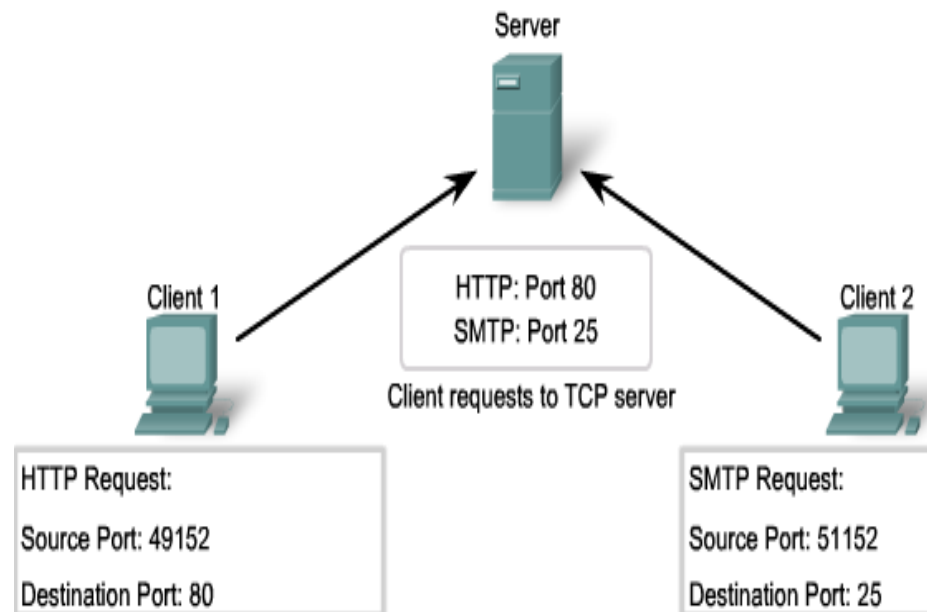 Server
Client 1
HTTP: Port 80
SMTP: Port 25
Client 2
Client requests to TCP server
HTTP Request:
Source Port: 49152
Destination Port: 80
SMTP Request:
Source Port: 51152
Destination Port: 25